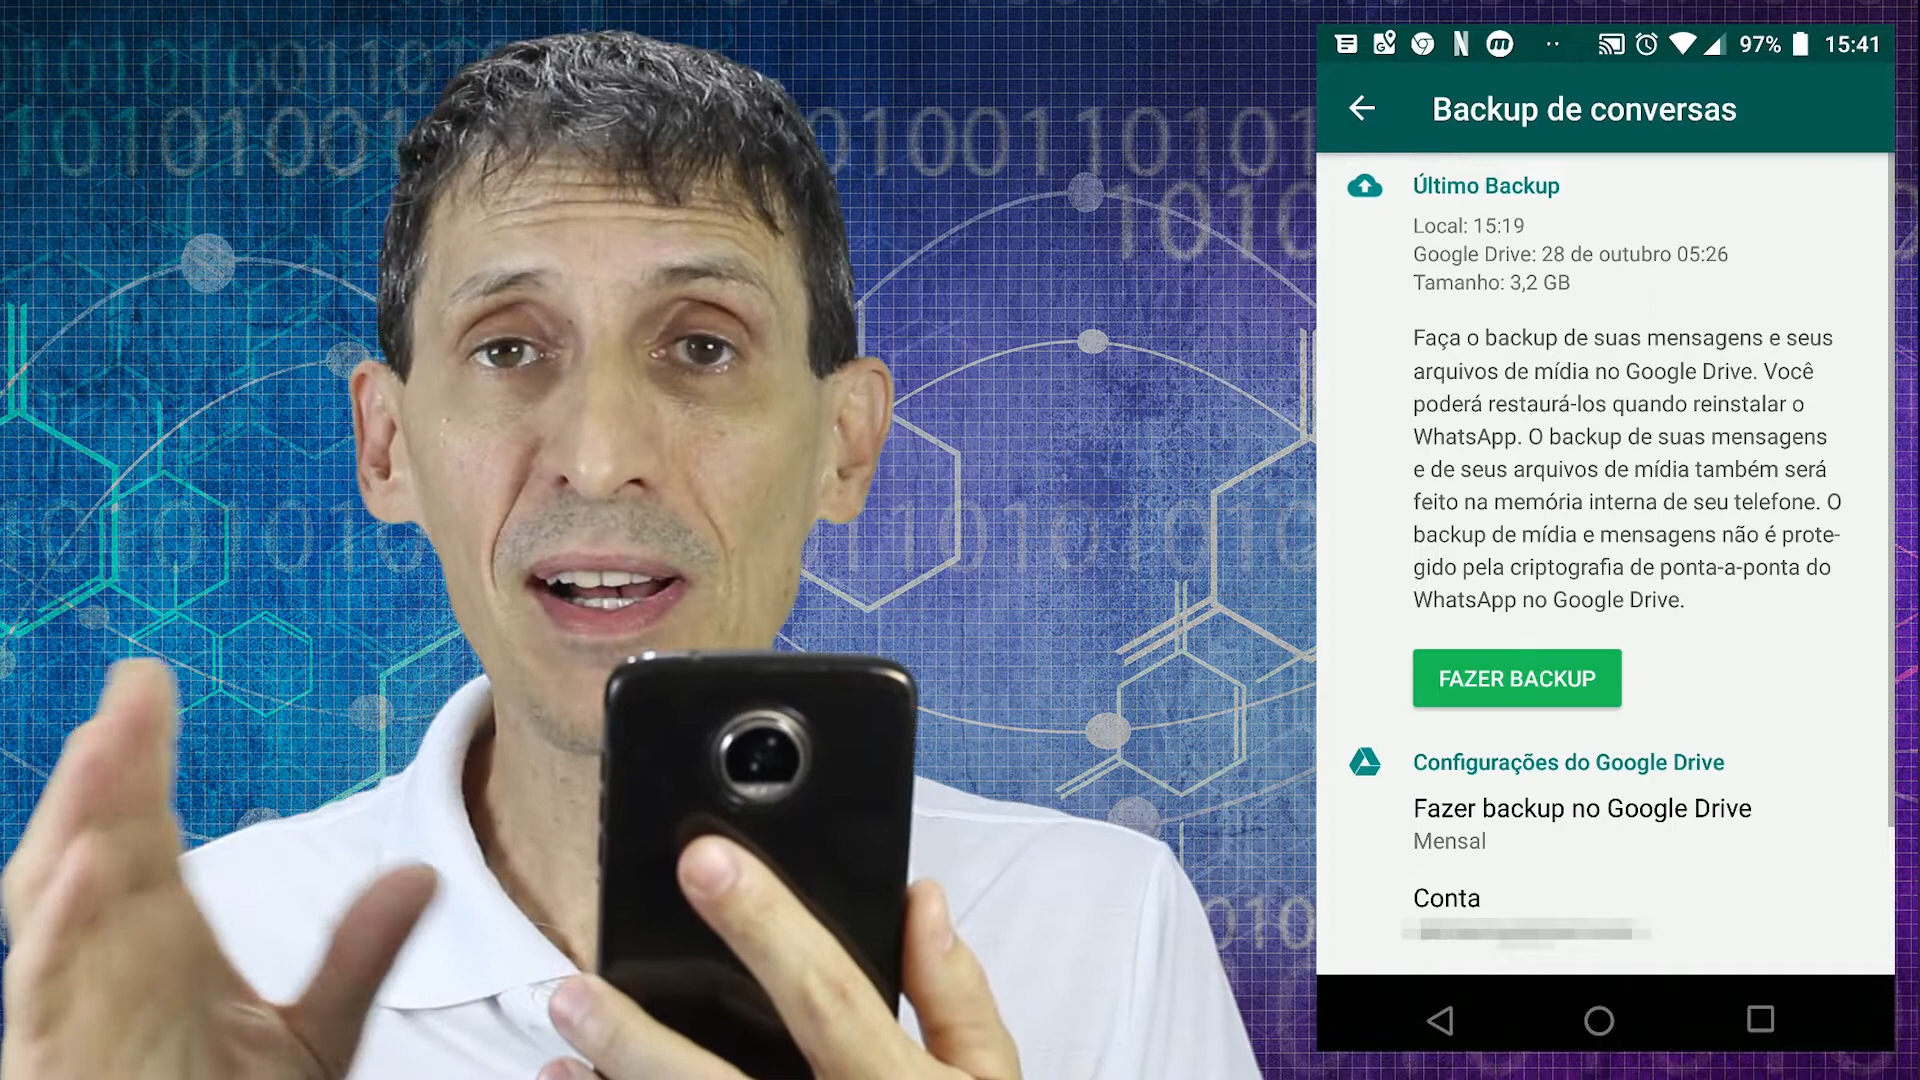 97% 15:41
Backup de conversas
Último Backup
Local: 15:19
Google Drive: 28 de outubro 05:26
Tamanho: 3,2 GB
Faça o backup de suas mensagens e seus
arquivos de mídia no Google Drive. Você
poderá restaurá-los quando reinstalar o
WhatsApp. O backup de suas mensagens
e de seus arquivos de mídia também será
feito na memória interna de seu telefone. O
backup de mídia e mensagens não é prote-
gido pela criptografia de ponta-a-ponta do
WhatsApp no Google Drive.
FAZER BACKUP
Configurações do Google Drive
Fazer backup no Google Drive
Mensal
Conta